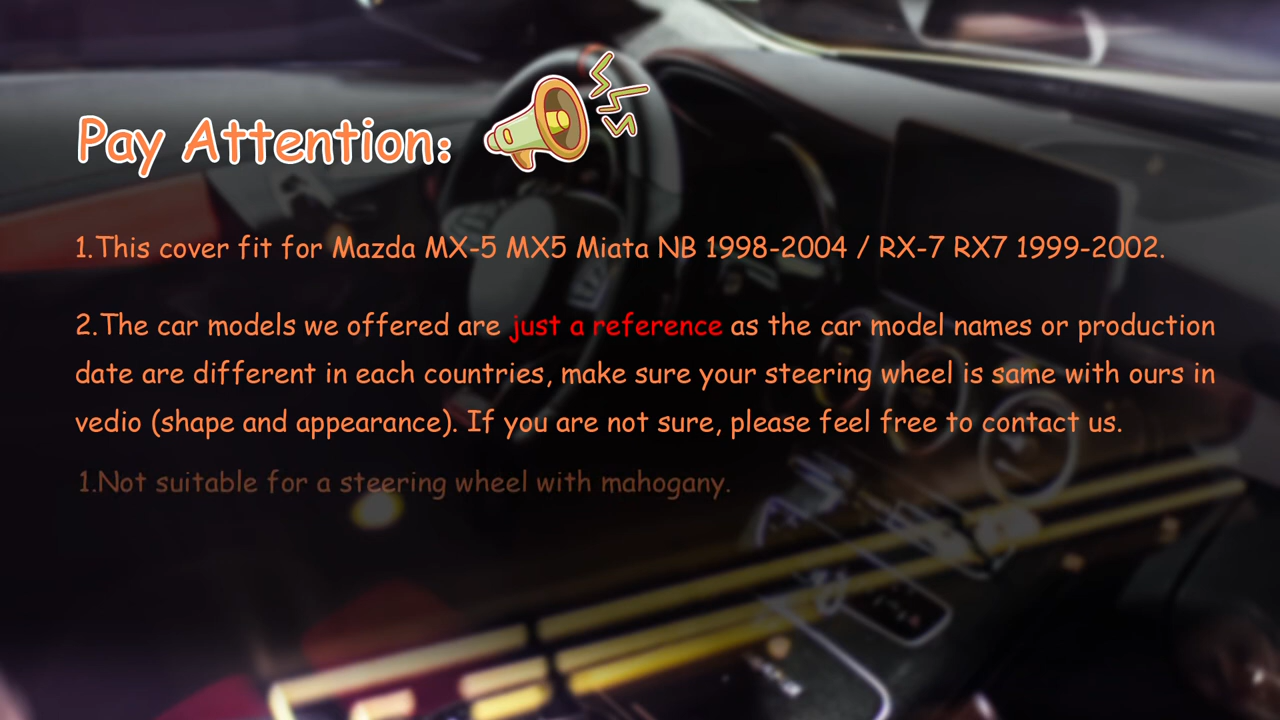 Pay Attention:
1.This cover fit for Mazda MX-5 MX5 Miata NB 1998-2004 / RX-7 RX7 1999-2002.
2.The car models we offered are just a reference as the car model names or production
date are different in each countries, make sure your steering wheel is same with ours in
vedio (shape and appearance). If you are not sure, please feel free to contact us.
1.Not suitable for a steering wheel with mahogany.